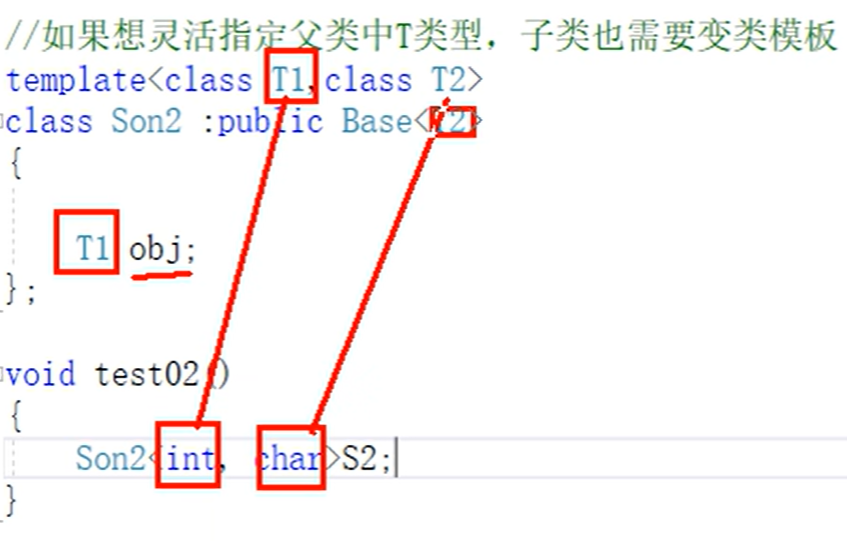 //如果想灵活指定父类中T类型，子类也需要变类模板
template<class T1,class T2>
class Son2 :public Base<T2>
{
T1 obj;
};
void test02()
{
Son2<int, char>S2;
}